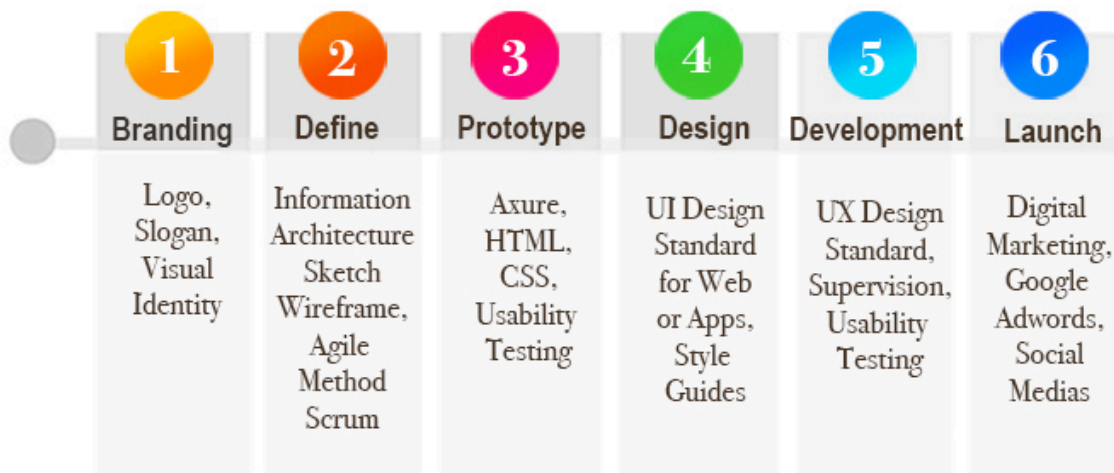 1
Branding
Logo,
Slogan,
Visual
Identity
2
Define
Information
Architecture
Sketch
Wireframe,
Agile
Method
Scrum
3
Prototype
Axure,
HTML,
CSS,
Usability
Testing
4
Design
UI Design
Standard
for Web
or Apps,
Style
Guides
5
Development
UX Design
Standard,
Supervision,
Usability
Testing
6
Launch
Digital
Marketing,
Google
Adwords,
Social
Medias